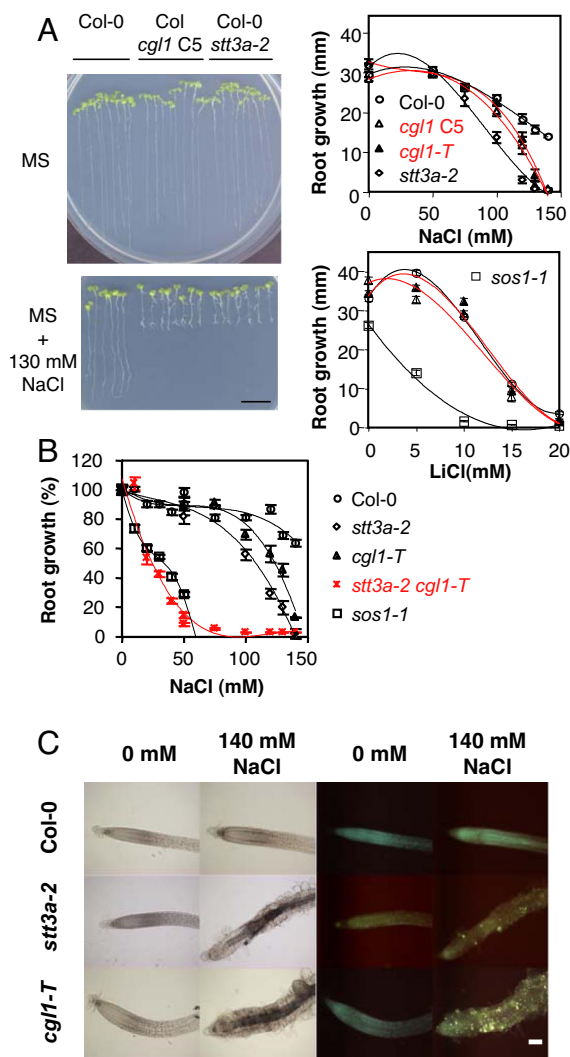 A
Col-0
Col
cgl1 C5
Col-0
stt3a-2
MS
MS
+
130 mM
NaCl
Root growth (mm)
40
30
20
10
0
Col-0
cgl1 C5
cgl1-T
stt3a-2
0 50 100 150
NaCl (mM)
Root growth (mm)
40
30
20
10
0
sos1-1
0 5 10 15 20
LiCl(mM)
B
Root growth (%)
120
100
80
60
40
20
0
0 50 100 150
NaCl (mM)
Col-0
stt3a-2
cgl1-T
stt3a-2 cgl1-T
sos1-1
C
0 mM
140 mM
NaCl
0 mM
140 mM
NaCl
Col-0
stt3a-2
cgl1-T